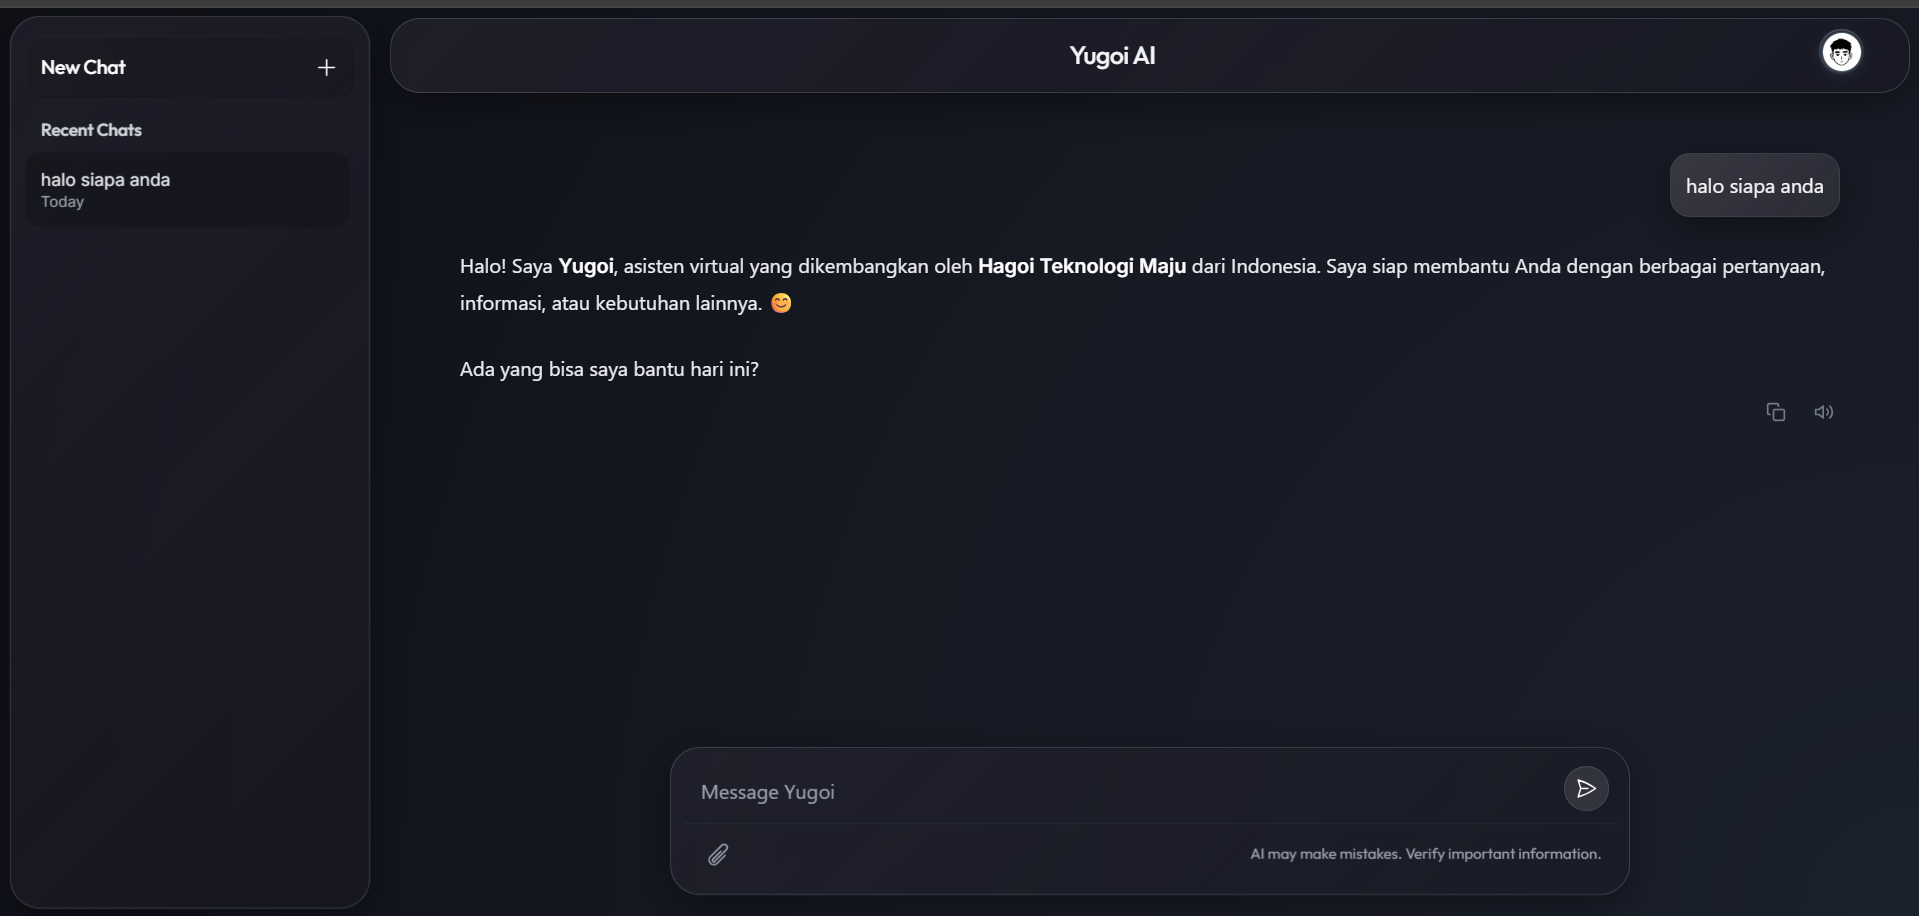 New Chat
Recent Chats
halo siapa anda
Today
Yugoi AI
halo siapa anda
Halo! Saya Yugoi, asisten virtual yang dikembangkan oleh Hagoi Teknologi Maju dari Indonesia. Saya siap membantu Anda dengan berbagai pertanyaan,
informasi, atau kebutuhan lainnya. 😊
Ada yang bisa saya bantu hari ini?
Message Yugoi
AI may make mistakes. Verify important information.